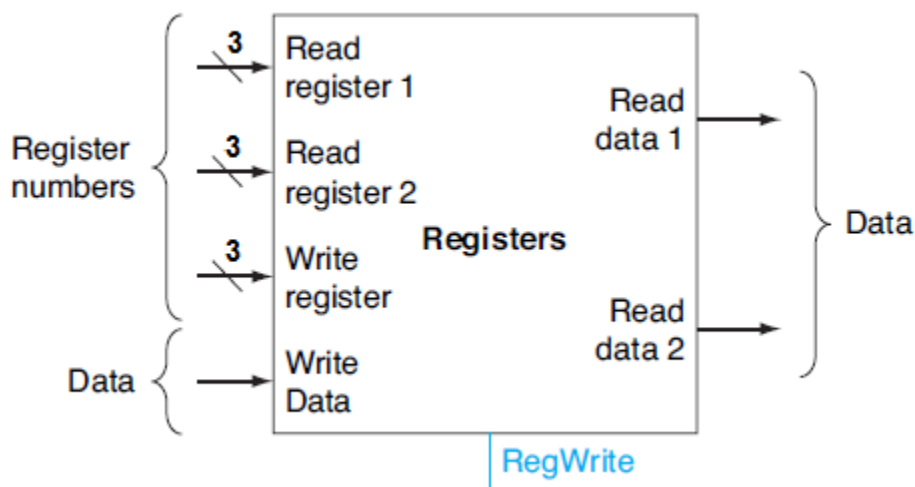 Register
numbers
Data
3
Read
register 1
3
Read
register 2
3
Write
register
Write
Data
Registers
Read
data 1
Read
data 2
Data
RegWrite